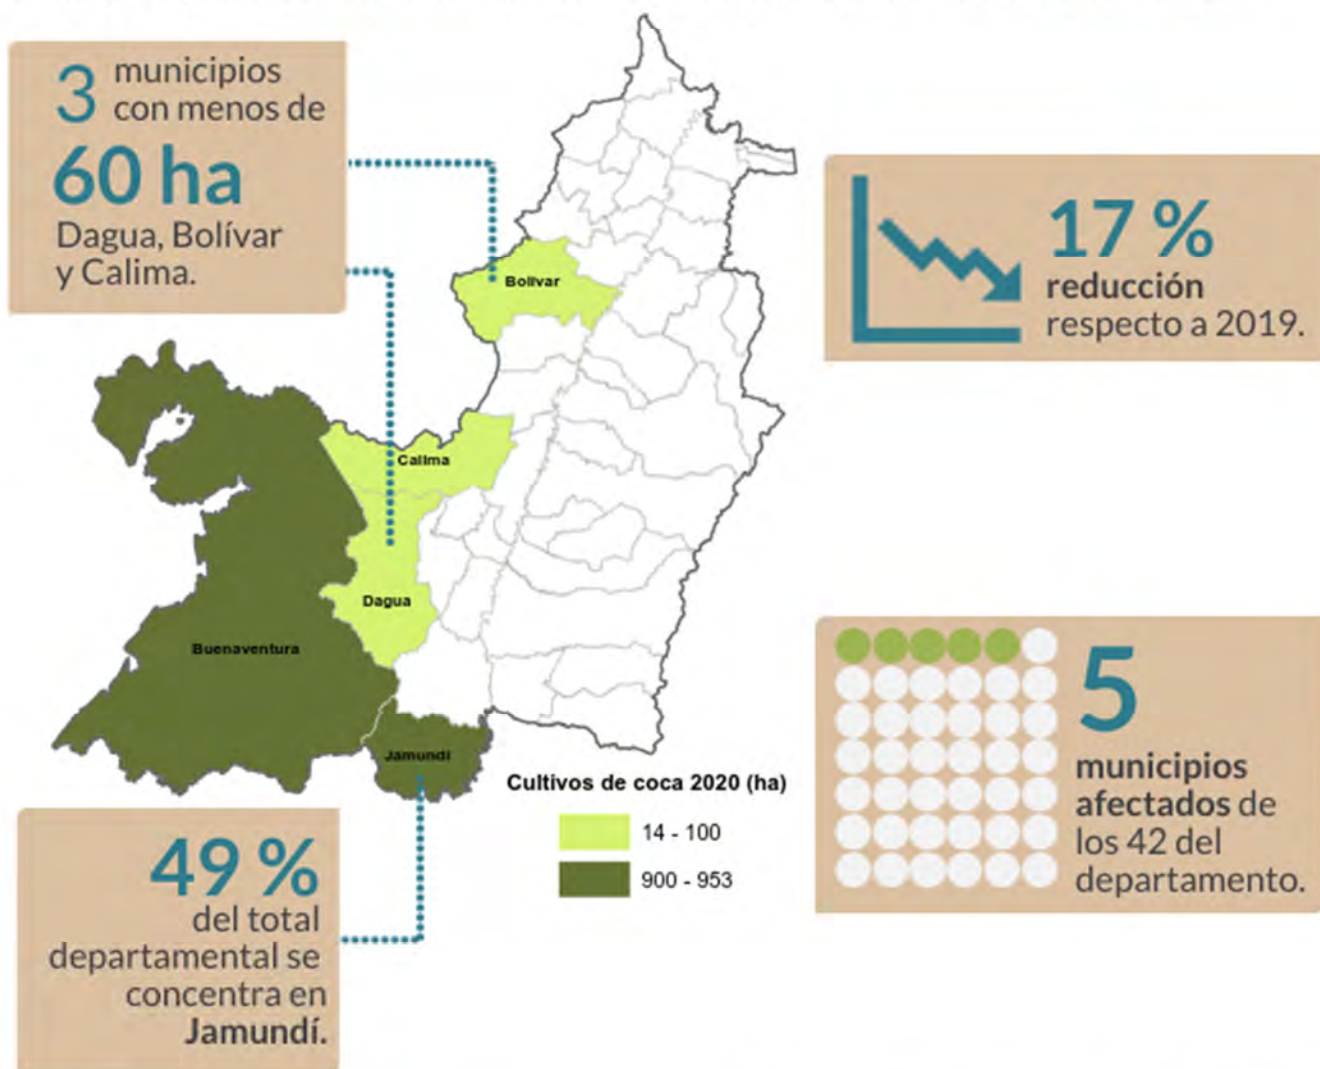 3 municipios
con menos de
60 ha
Dagua, Bolívar
y Calima.
17 %
reducción
respecto a 2019.
Bolívar
Calima
Dagua
Buenaventura
Jamundí
Cultivos de coca 2020 (ha)
14 - 100
900 - 953
5
municipios
afectados de
los 42 del
departamento.
49 %
del total
departamental se
concentra en
Jamundí.